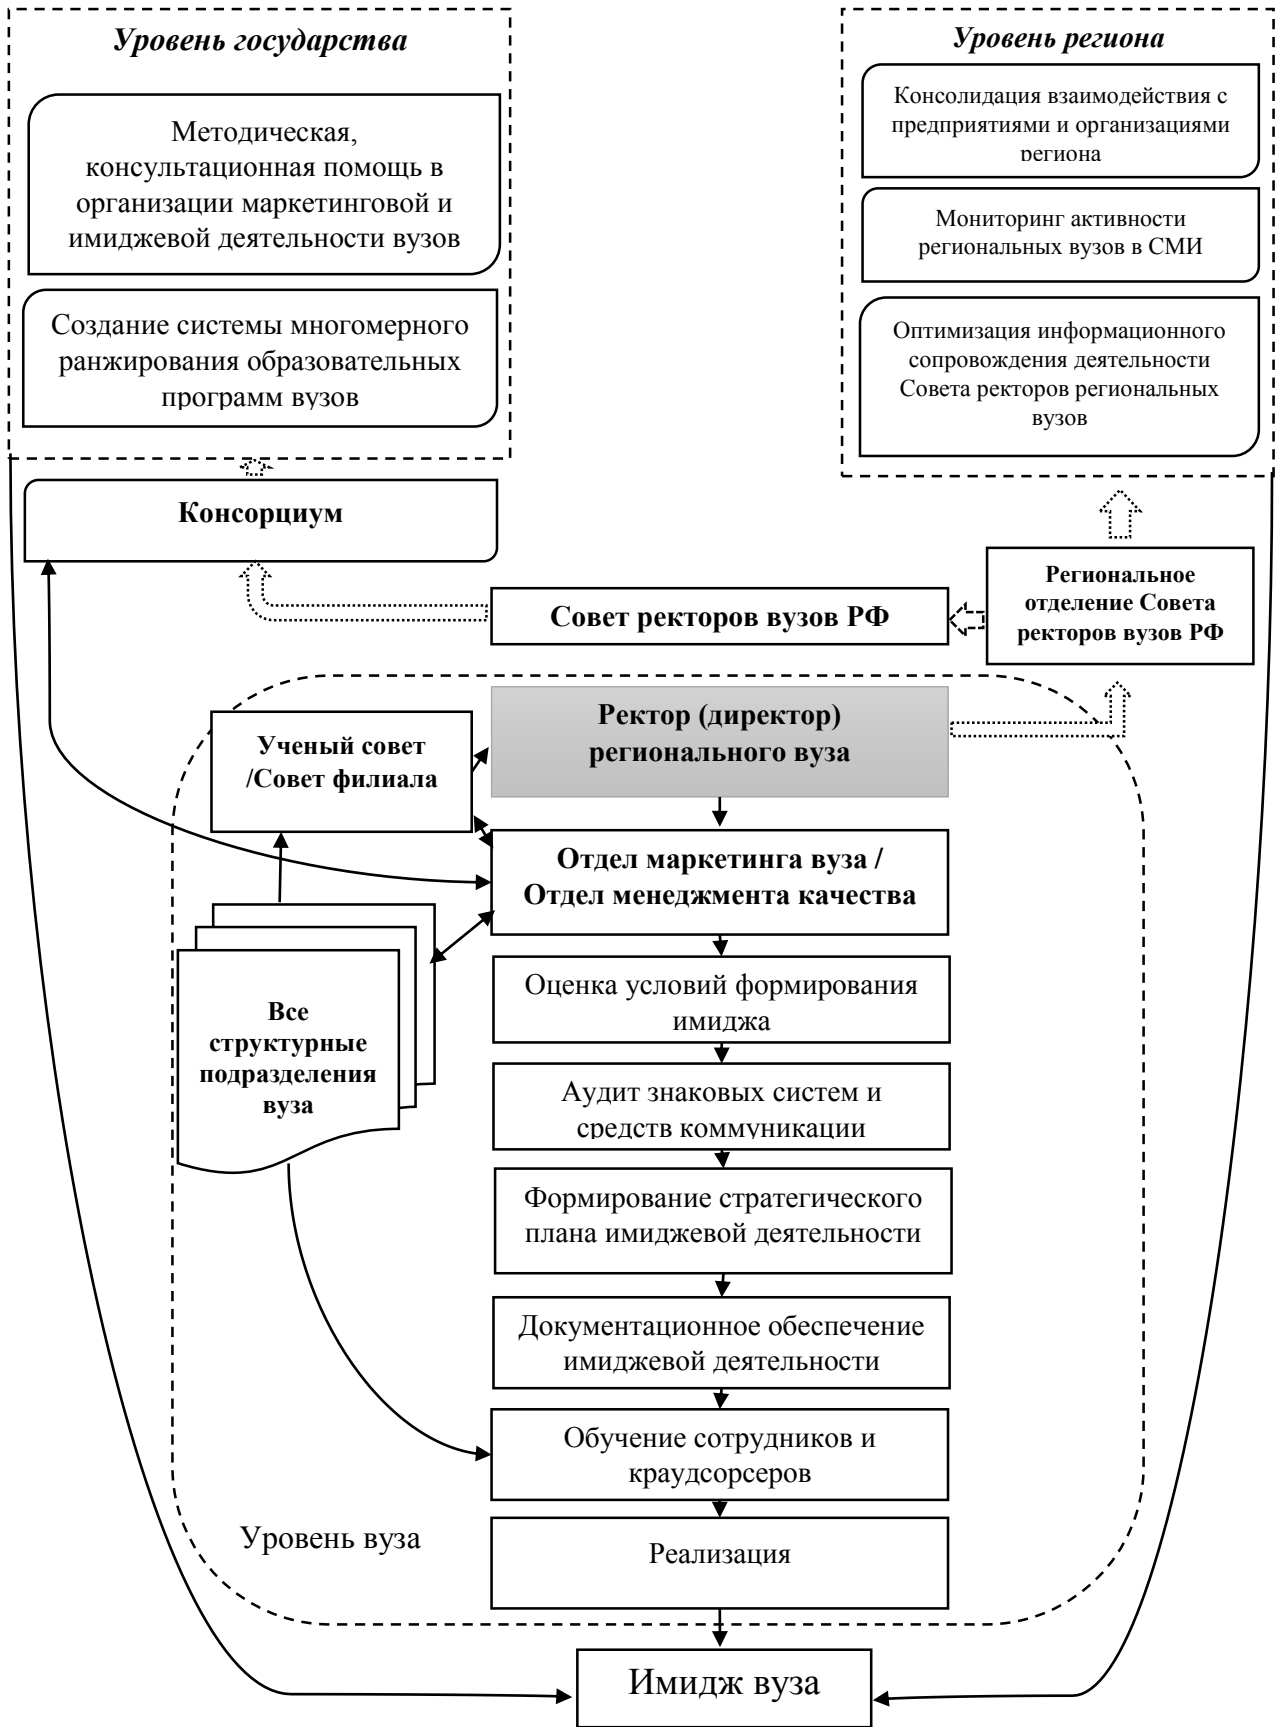 Уровень государства
Методическая,
консультационная помощь в
организации маркетинговой и
имиджевой деятельности вузов
Создание системы многомерного
ранжирования образовательных
программ вузов
Уровень региона
Консолидация взаимодействия с
предприятиями и организациями
региона
Мониторинг активности
региональных вузов в СМИ
Оптимизация информационного
сопровождения деятельности
Совета ректоров региональных
вузов
Консорциум
Совет ректоров вузов РФ
Региональное
отделение Совета
ректоров вузов РФ
Ректор (директор)
регионального вуза
Ученый совет
/Совет филиала
Отдел маркетинга вуза /
Отдел менеджмента качества
Все
структурные
подразделения
вуза
Оценка условий формирования
имиджа
Аудит знаковых систем и
средств коммуникации
Формирование стратегического
плана имиджевой деятельности
Документационное обеспечение
имиджевой деятельности
Обучение сотрудников и
краудсорсеров
Уровень вуза
Реализация
Имидж вуза